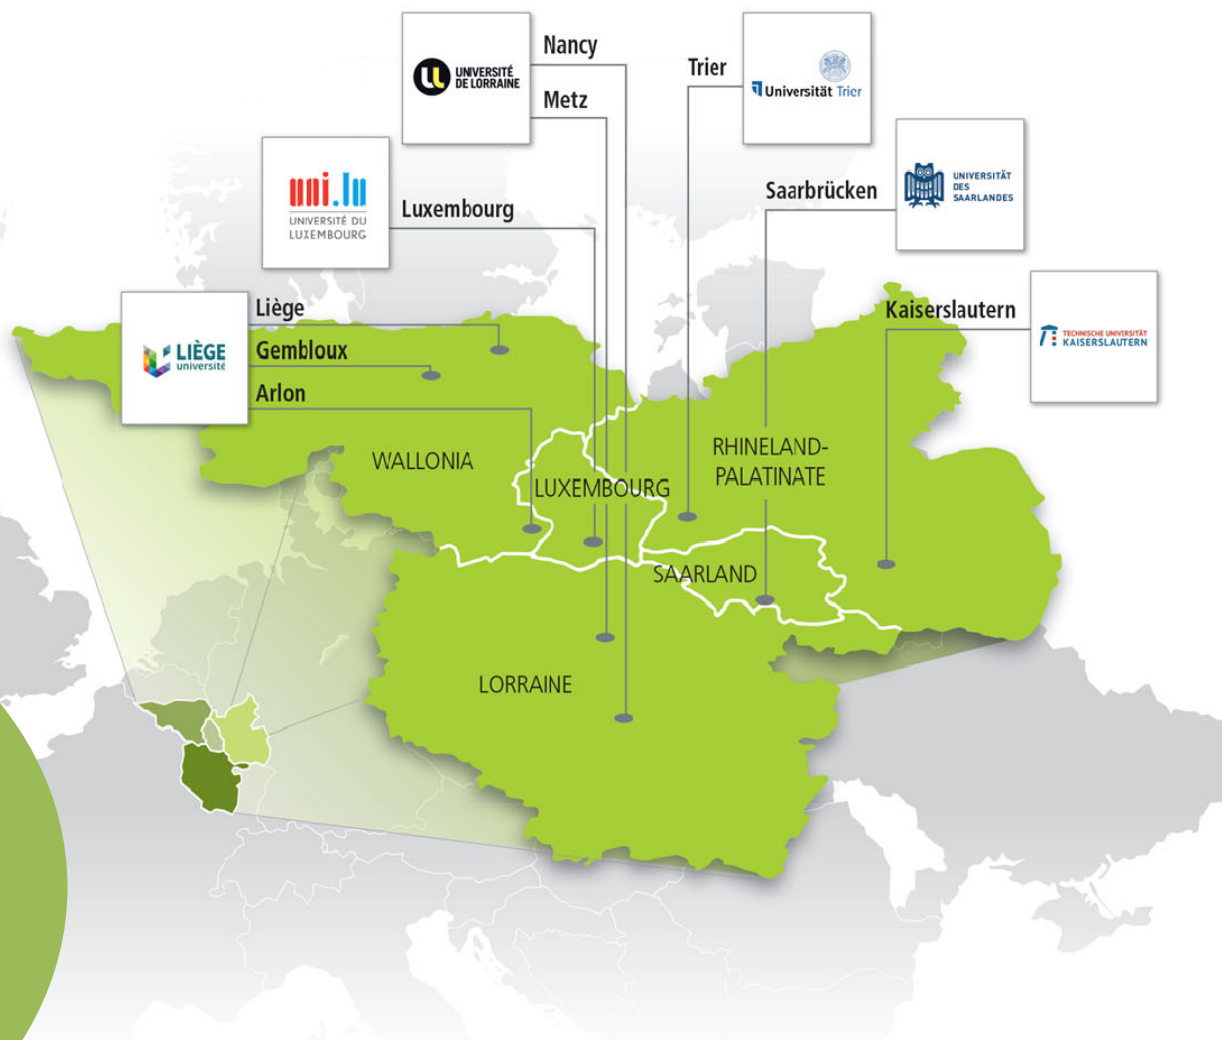 Nancy
UNIVERSITÉ
DE LORRAINE
Metz
Trier
Universität Trier
uni.lu
UNIVERSITÉ DU
LUXEMBOURG
Luxembourg
Saarbrücken
UNIVERSITÄT
DES
SAARLANDES
LIÈGE
université
Liège
Gembloux
Arlon
Kaiserslautern
TECHNISCHE UNIVERSITÄT
KAISERSLAUTERN
WALLONIA
LUXEMBOURG
RHINELAND-
PALATINATE
SAARLAND
LORRAINE